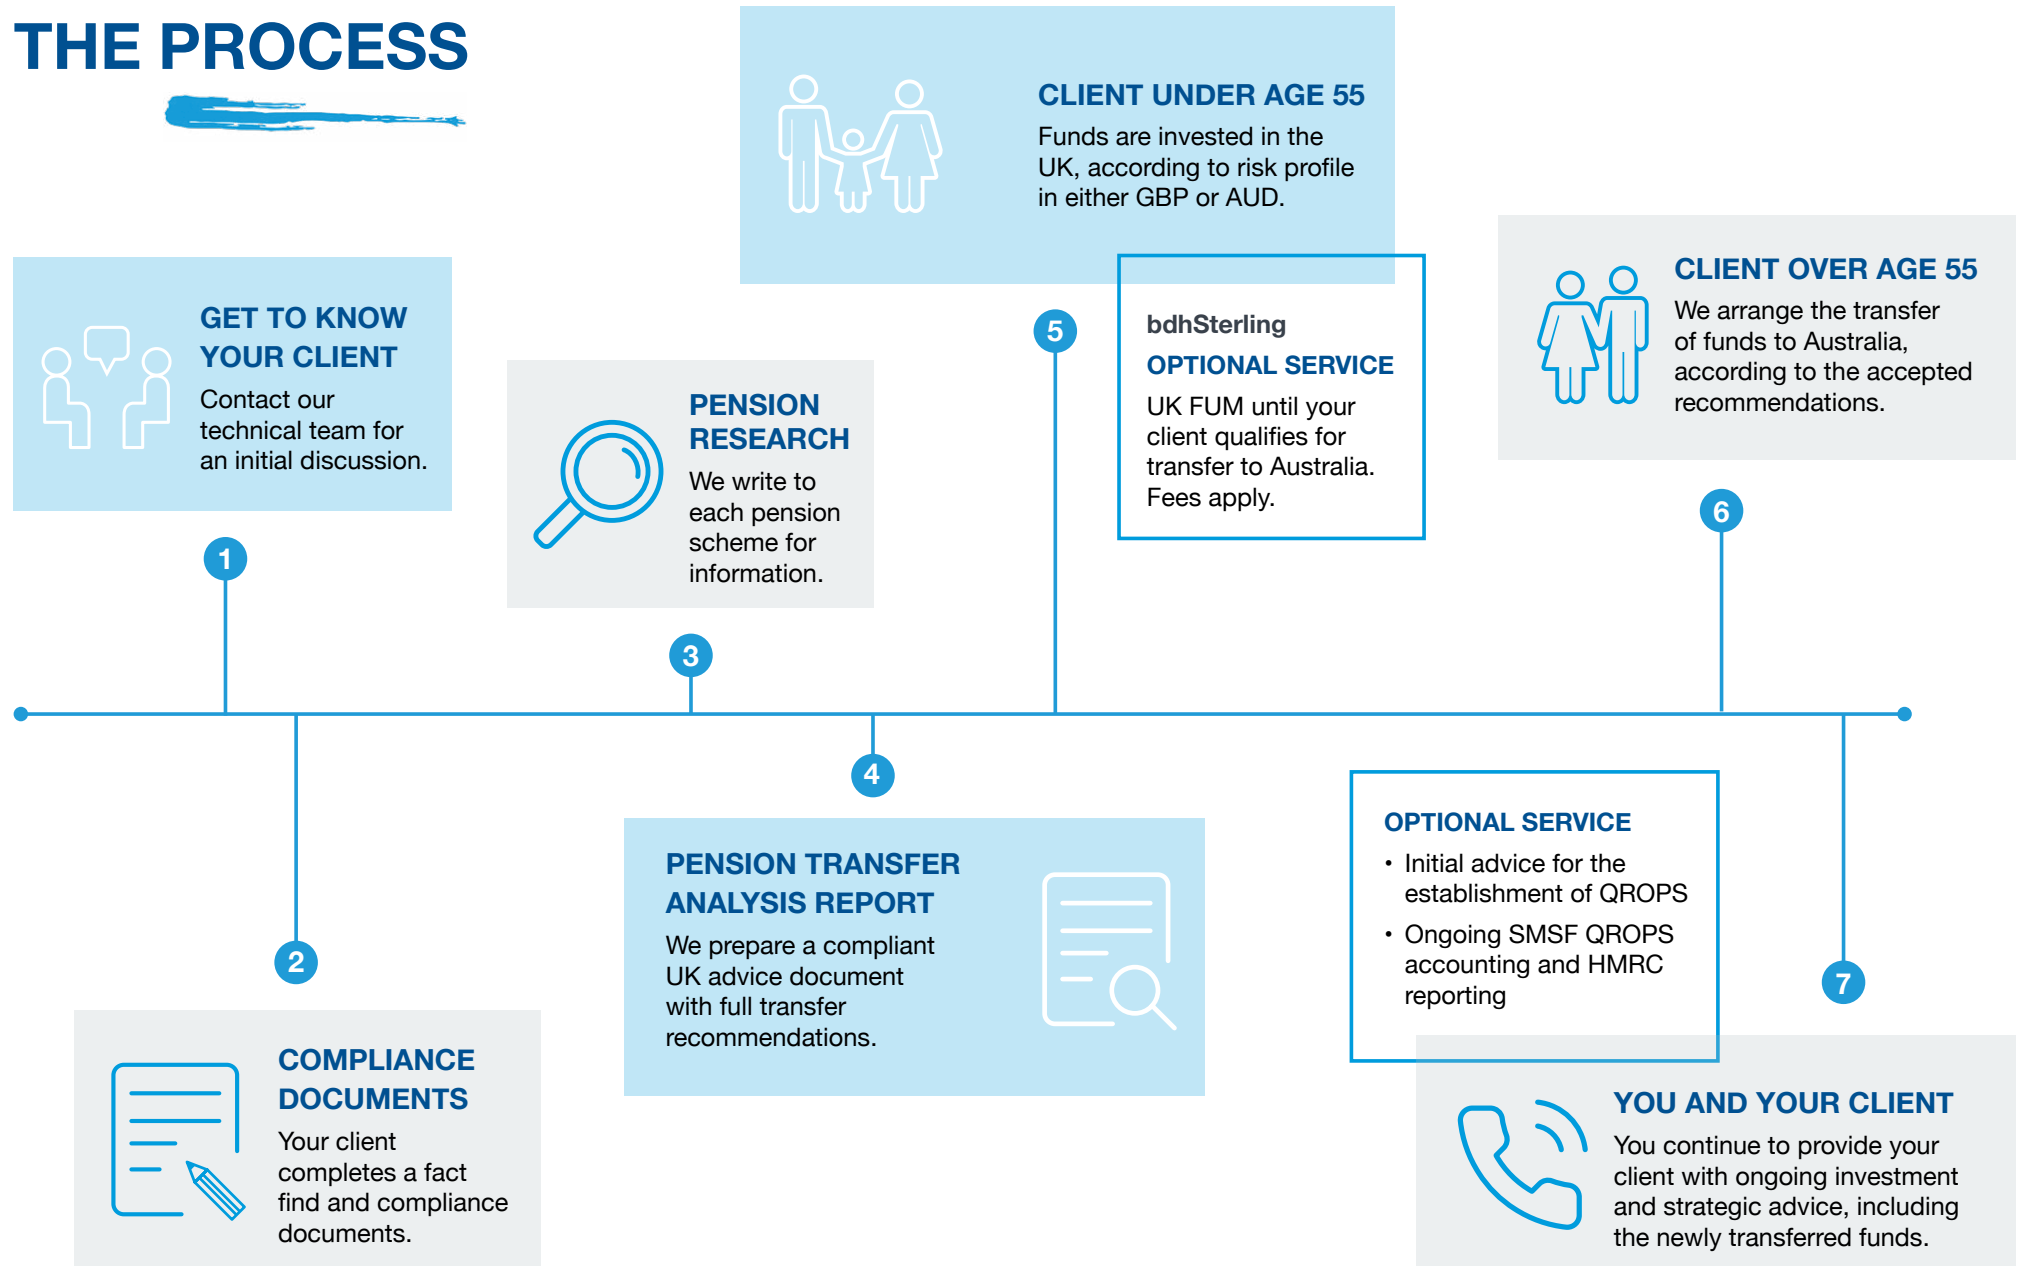 THE PROCESS
GET TO KNOW
YOUR CLIENT
Contact our
technical team for
an initial discussion.
1
2
COMPLIANCE
DOCUMENTS
Your client
completes a fact
find and compliance
documents.
PENSION
RESEARCH
We write to
each pension
scheme for
information.
3
4
PENSION TRANSFER
ANALYSIS REPORT
We prepare a compliant
UK advice document
with full transfer
recommendations.
CLIENT UNDER AGE 55
Funds are invested in the
UK, according to risk profile
in either GBP or AUD.
5
bdhSterling
OPTIONAL SERVICE
UK FUM until your
client qualifies for
transfer to Australia.
Fees apply.
CLIENT OVER AGE 55
We arrange the transfer
of funds to Australia,
according to the accepted
recommendations.
6
OPTIONAL SERVICE
• Initial advice for the
establishment of QROPS
• Ongoing SMSF QROPS
accounting and HMRC
reporting
7
YOU AND YOUR CLIENT
You continue to provide your
client with ongoing investment
and strategic advice, including
the newly transferred funds.